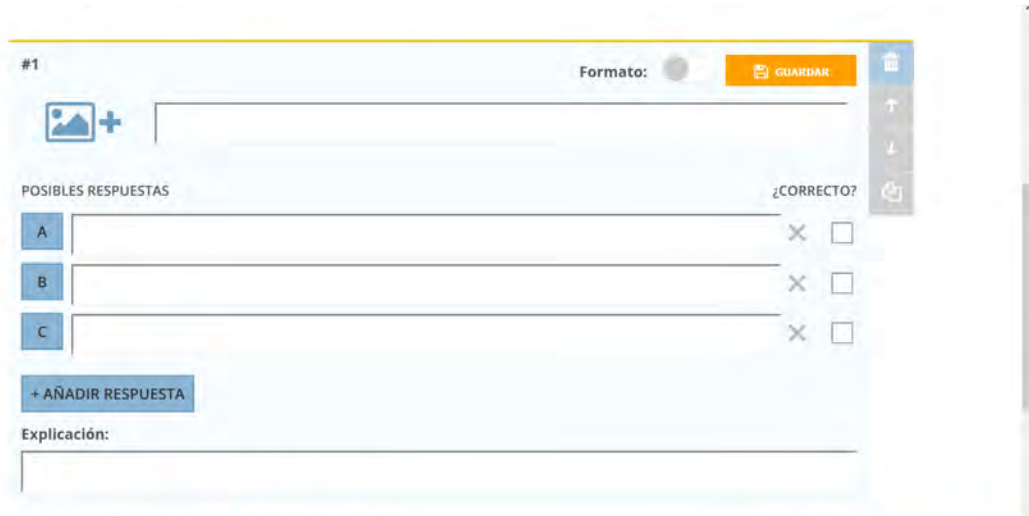 #1
Formato:
GUARDAR
POSIBLES RESPUESTAS
¿CORRECTO?
A
B
C
+ AÑADIR RESPUESTA
Explicación: